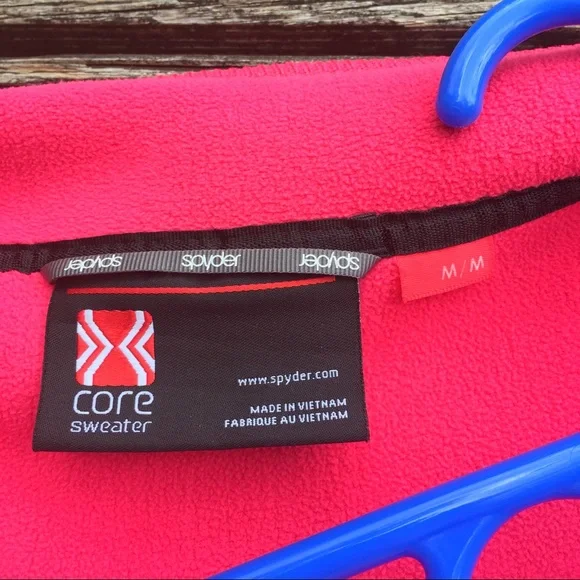 spyder spyder spyder
M/M
www.spyder.com
core
sweater
MADE IN VIETNAM
FABRIQUE AU VIETNAM